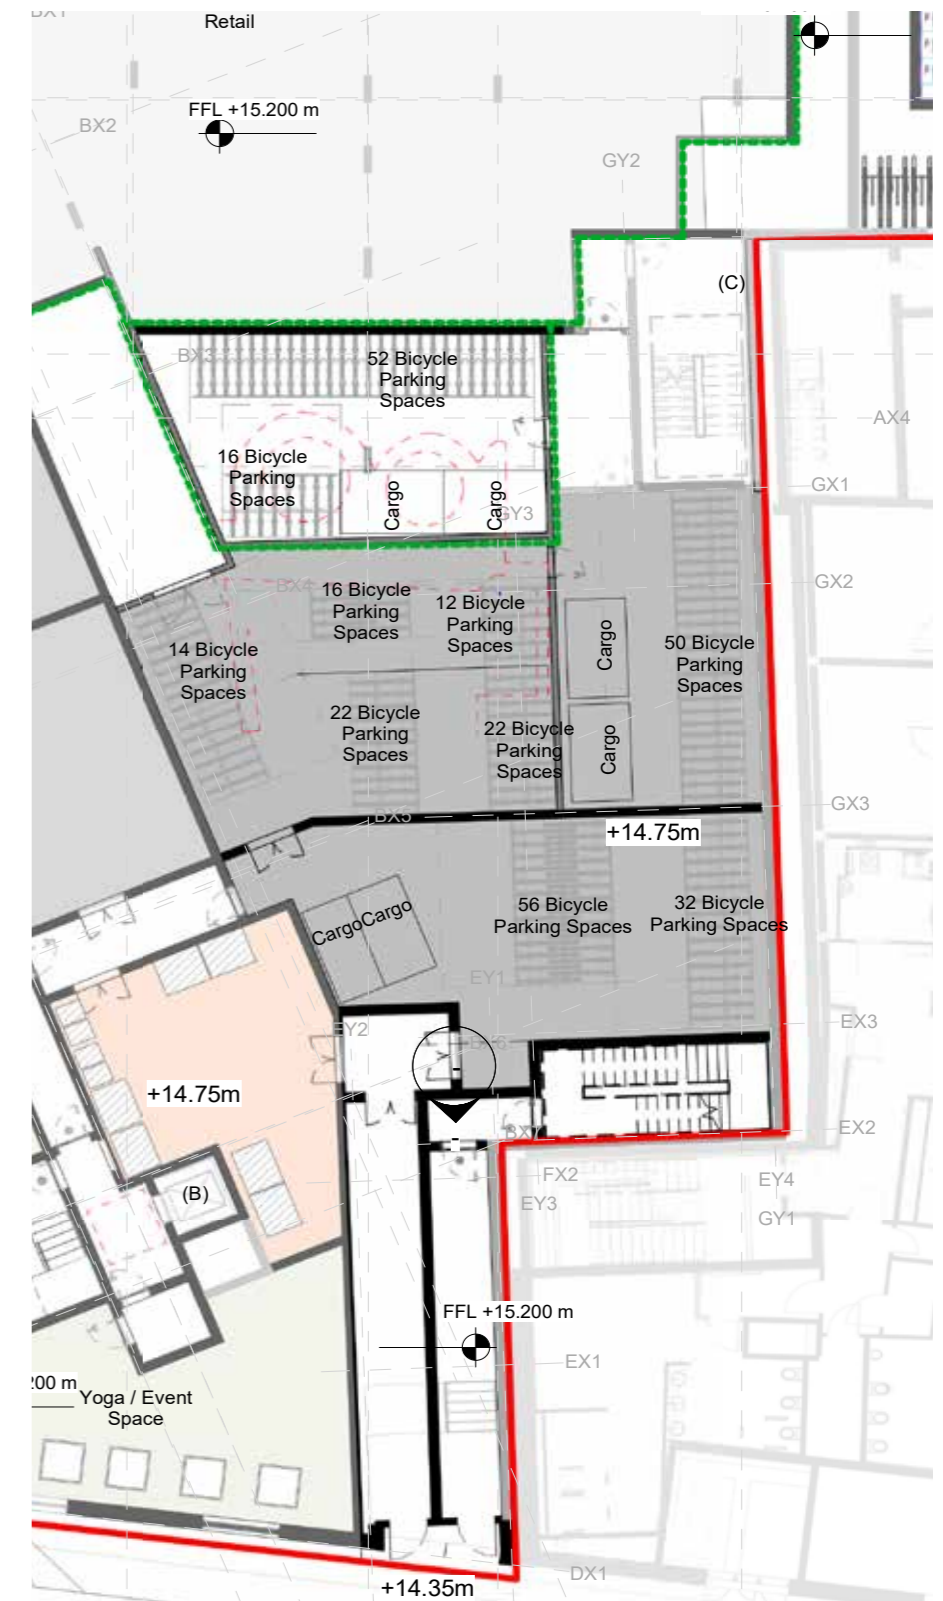 BX1
Retail
FFL +15.200 m
BX2
GY2
(C)
BX3
52 Bicycle
Parking
Spaces
AX4
16 Bicycle
Parking
Spaces
Cargo
Cargo
GX1
GY3
BX4
16 Bicycle
Parking
Spaces
12 Bicycle
Parking
Spaces
GX2
14 Bicycle
Parking
Spaces
Cargo
50 Bicycle
Parking
Spaces
22 Bicycle
Parking
Spaces
22 Bicycle
Parking
Spaces
Cargo
BX5
GX3
+14.75m
CargoCargo
56 Bicycle
Parking Spaces
32 Bicycle
Parking Spaces
EY1
EY2
BX6
EX3
+14.75m
BX7
EX2
FX2
EY4
(B)
EY3
GY1
FFL +15.200 m
EX1
200 m
Yoga / Event
Space
DX1
+14.35m